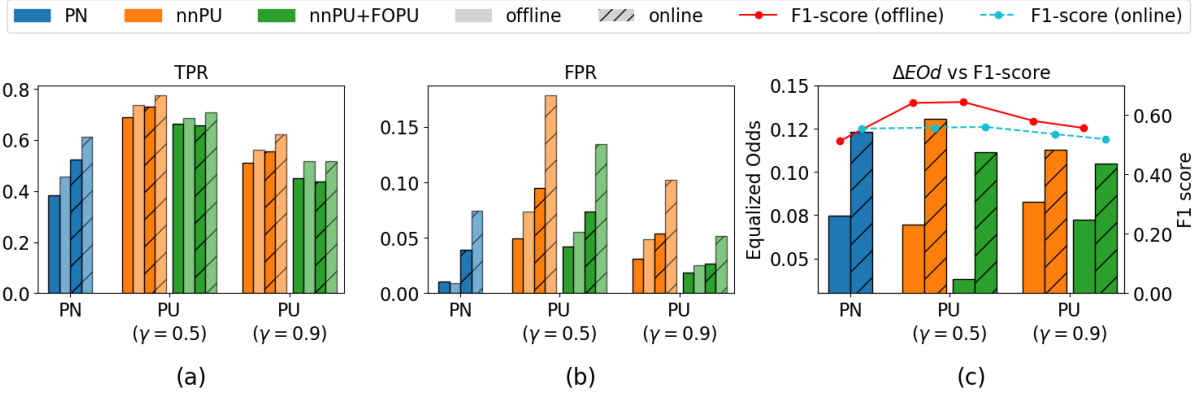 PN nnPU nnPU+FOPU offline online F1-score (offline) F1-score (online)
TPR
0.8
0.6
0.4
0.2
0.0
PN PU PU
(γ = 0.5) (γ = 0.9)
(a)
FPR
0.15
0.10
0.05
0.00
PN PU PU
(γ = 0.5) (γ = 0.9)
(b)
ΔEOd vs F1-score
Equalized Odds
0.15
0.12
0.10
0.08
0.05
0.60
0.40
0.20
0.00
F1 score
PN PU PU
(γ = 0.5) (γ = 0.9)
(c)